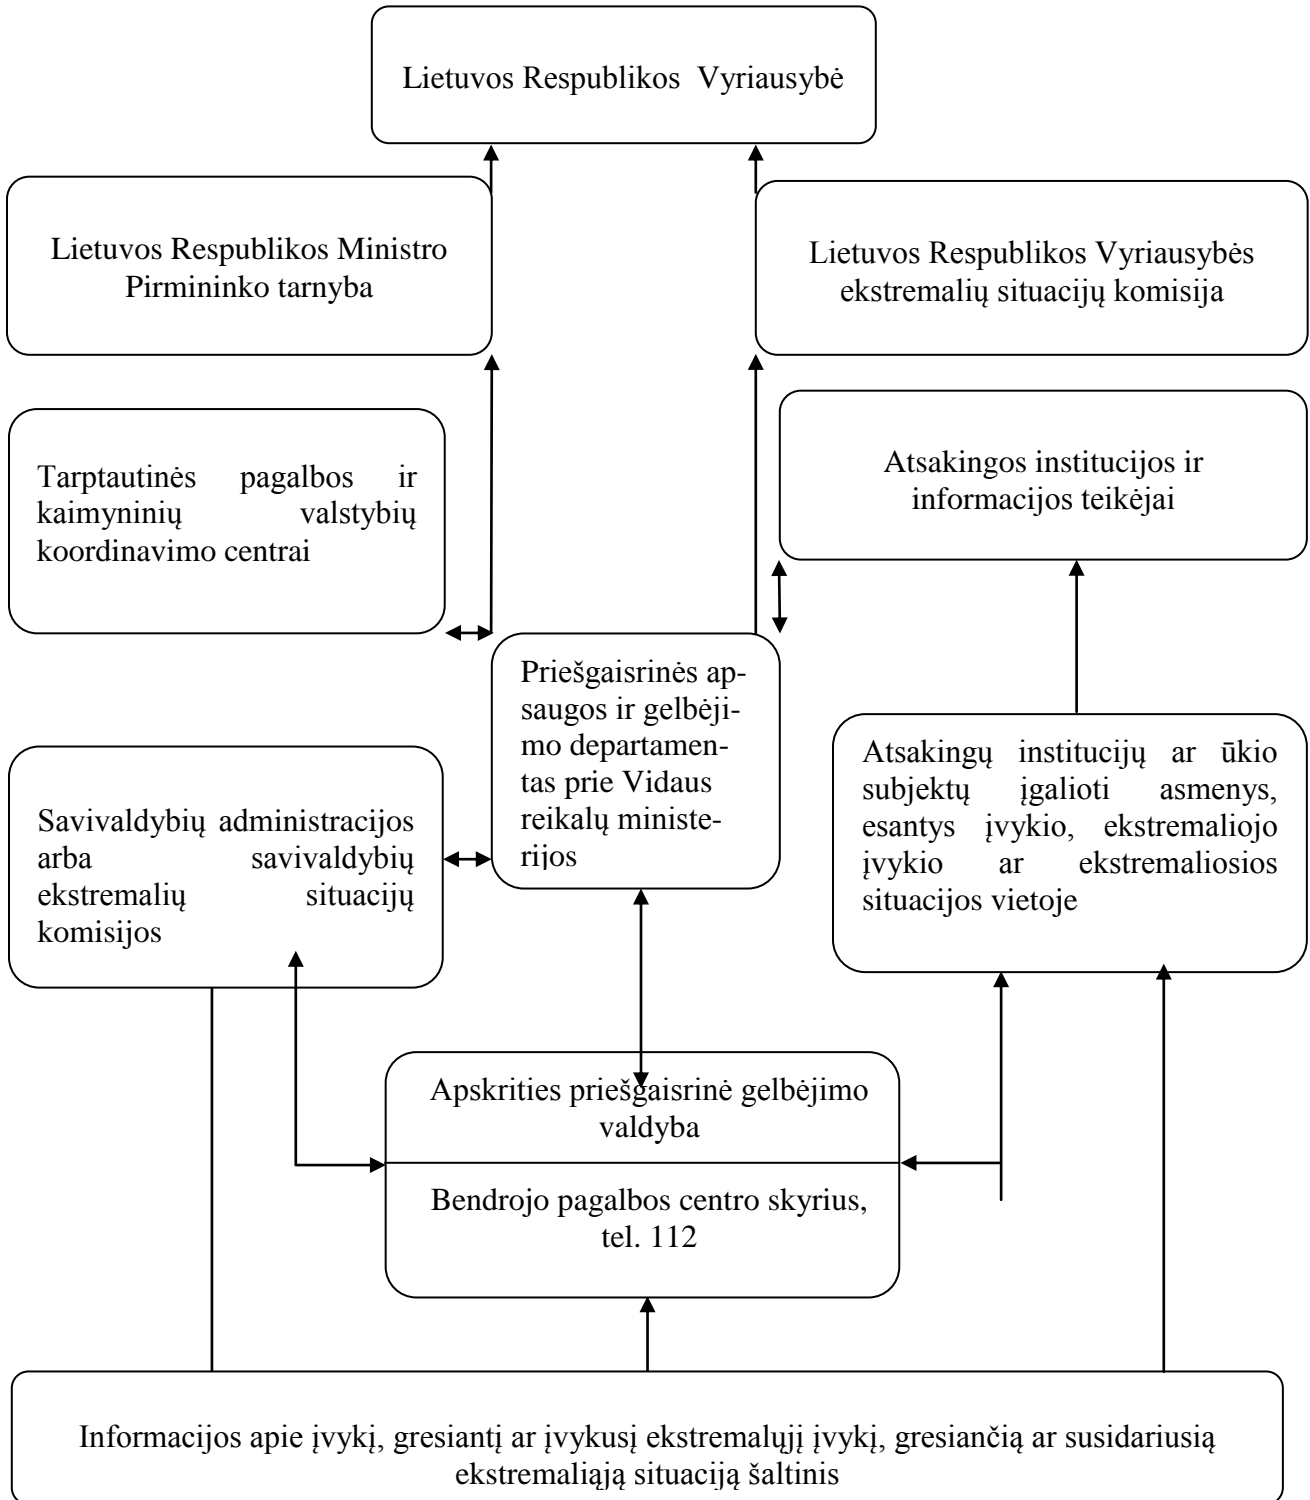 Lietuvos Respublikos Vyriausybė
Lietuvos Respublikos Ministro
Pirmininko tarnyba
Lietuvos Respublikos Vyriausybės
ekstremalių situacijų komisija
Tarptautinės pagalbos ir
kaimyninių valstybių
koordinavimo centrai
Atsakingos institucijos ir
informacijos teikėjai
Priešgaisrinės ap-
saugos ir gelbėji-
mo departamen-
tas prie Vidaus
reikalų ministe-
rijos
Savivaldybių administracijos
arba savivaldybių
ekstremalių situacijų
komisijos
Atsakingų institucijų ar ūkio
subjektų įgalioti asmenys,
esantys įvykio, ekstremaliojo
įvykio ar ekstremaliosios
situacijos vietoje
Apskrities priešgaisrinė gelbėjimo
valdyba
Bendrojo pagalbos centro skyrius,
tel. 112
Informacijos apie įvykį, gresiantį ar įvykusį ekstremalųjį įvykį, gresiančią ar susidariusią
ekstremaliąją situaciją šaltinis